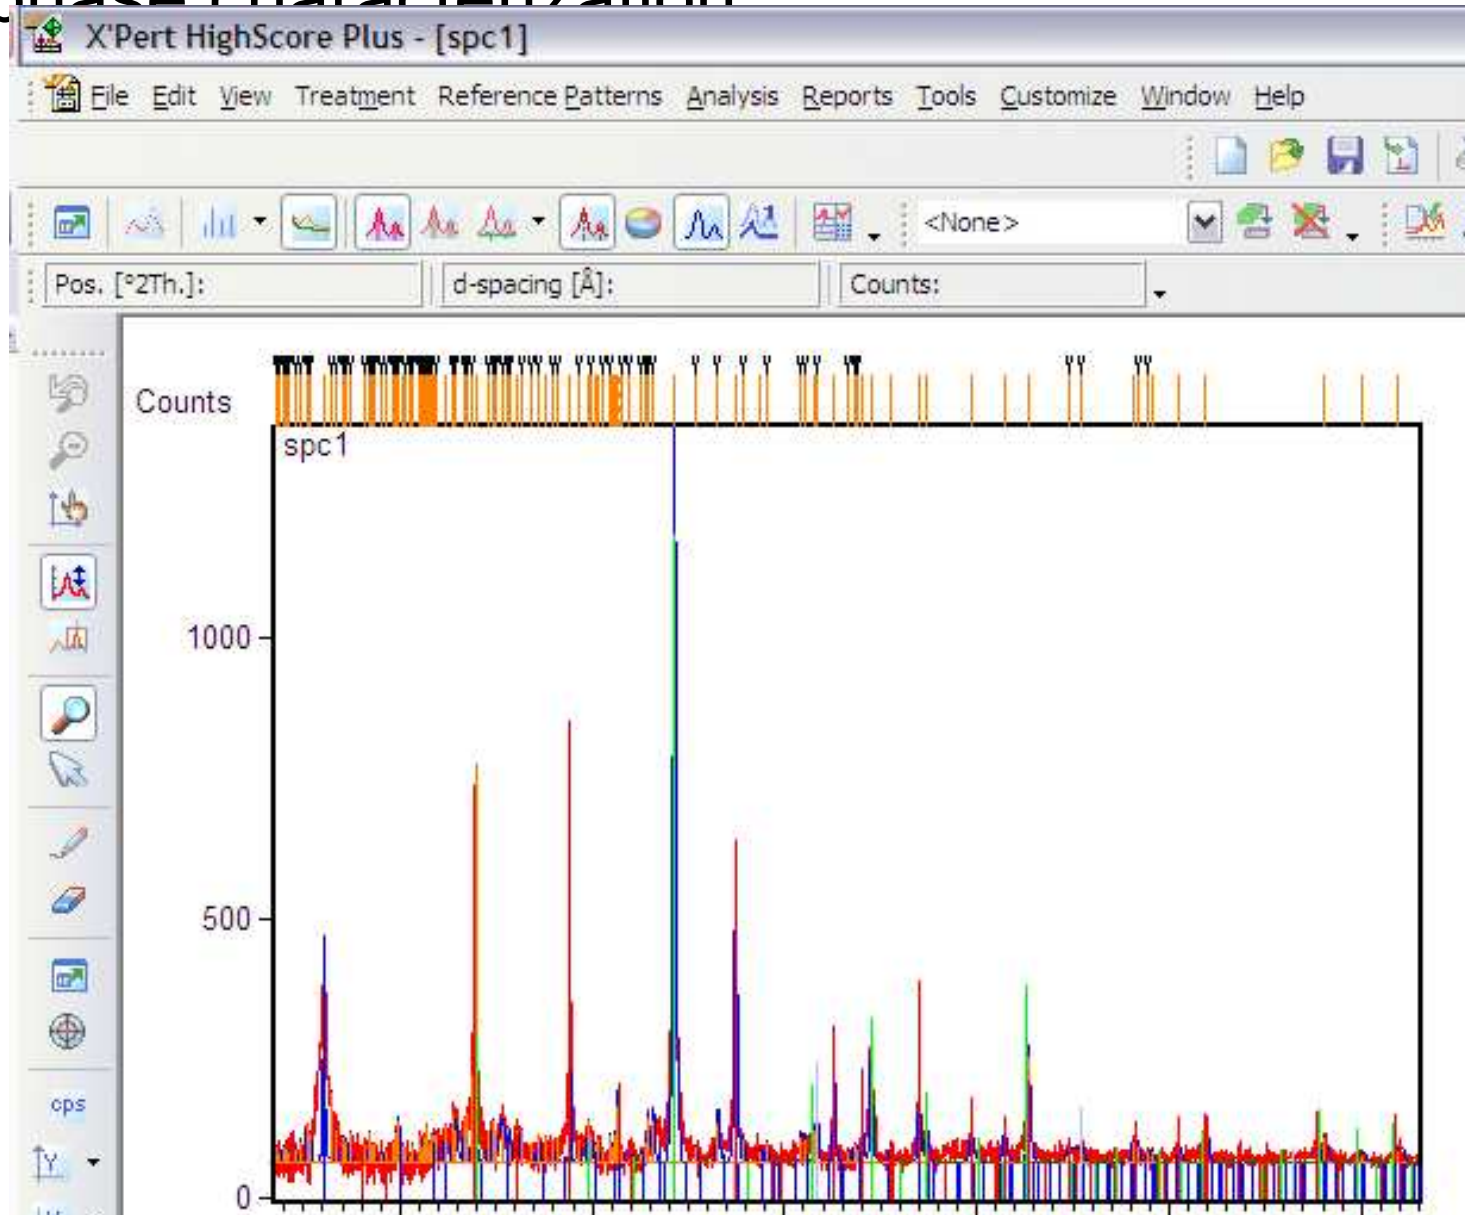 X'Pert HighScore Plus - [spc1]
File Edit View Treatment Reference Patterns Analysis Reports Tools Customize Window Help
<None>
Pos. [°2Th.]: d-spacing [Å]: Counts:
Counts
spc1
1000
500
cps
Y
0